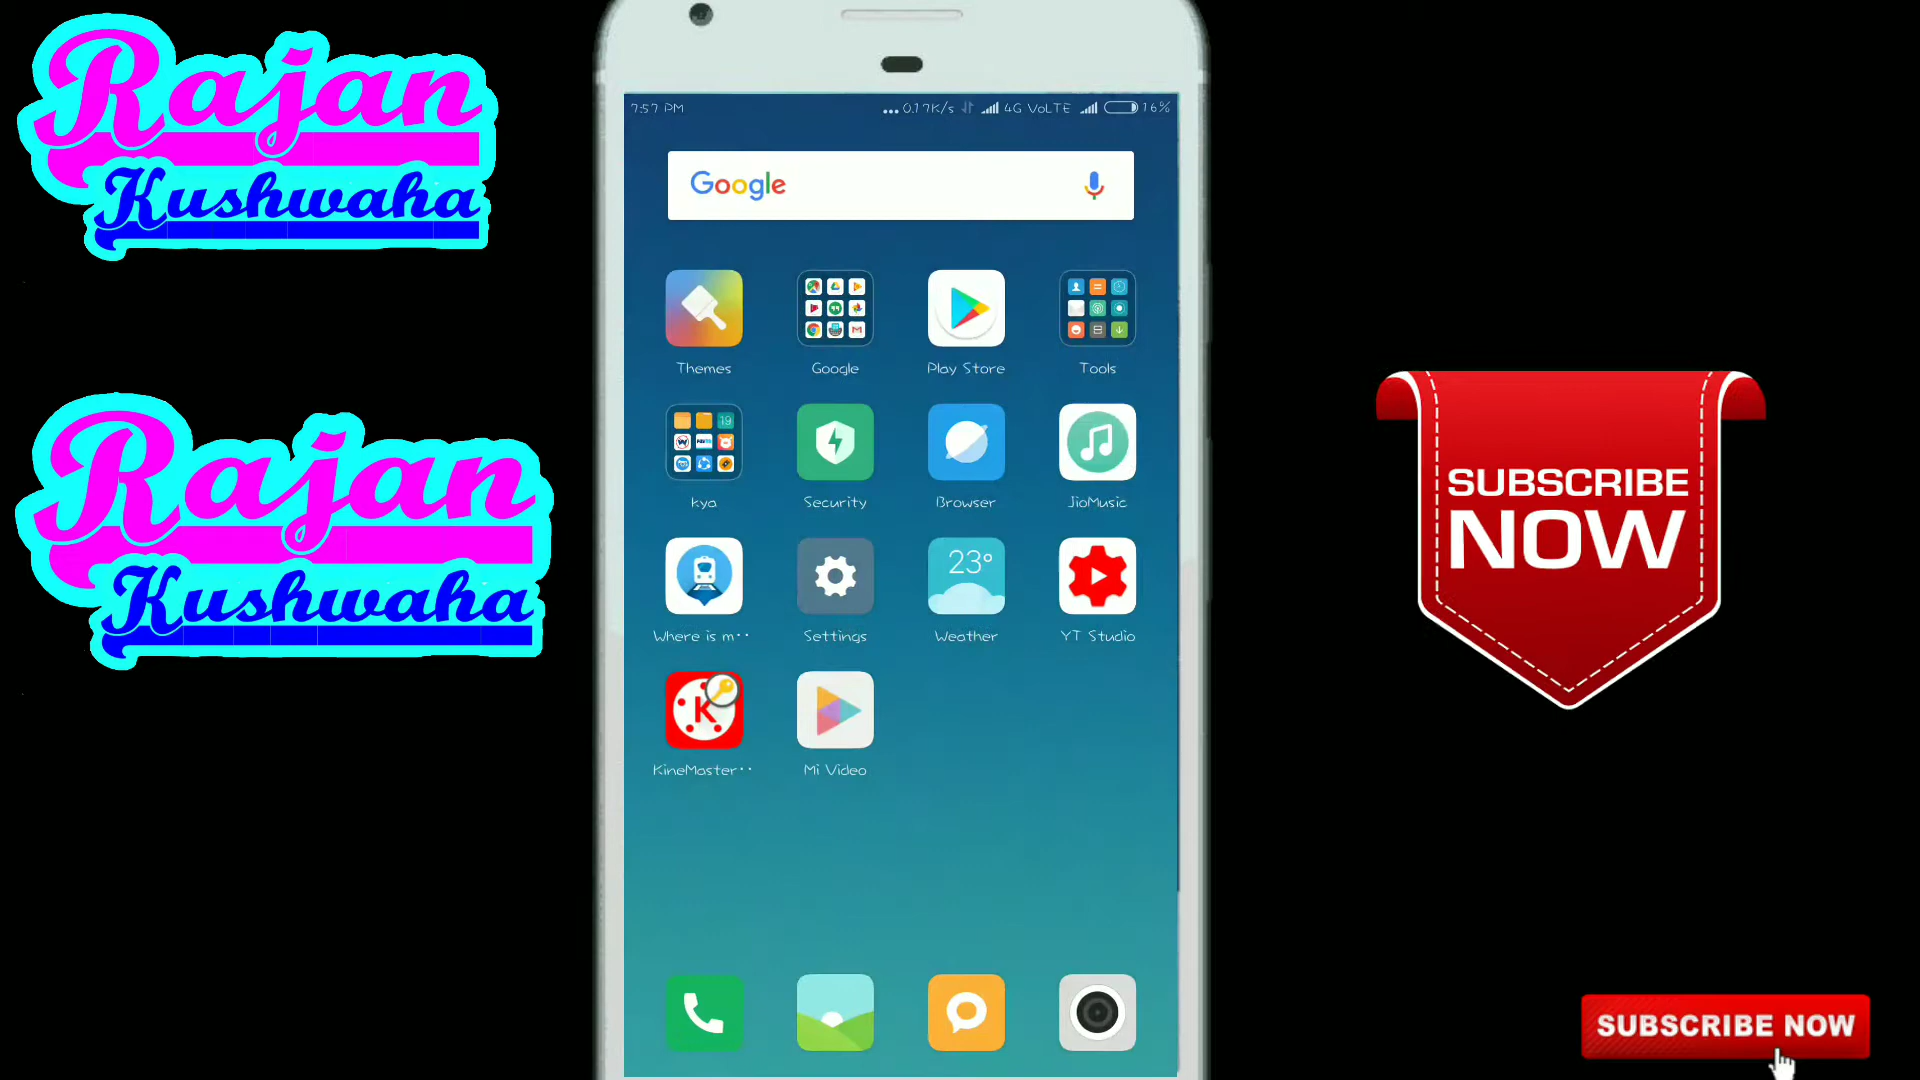 Rajan
Kushwaha
Rajan
Kushwaha
7:57 PM
... 0.17K/s 4G VoLTE 16%
Google
Themes
Google
Play Store
Tools
19
kya
Security
Browser
JioMusic
23°
Where is m··
Settings
Weather
YT Studio
K
KineMaster··
Mi Video
SUBSCRIBE
NOW
SUBSCRIBE NOW